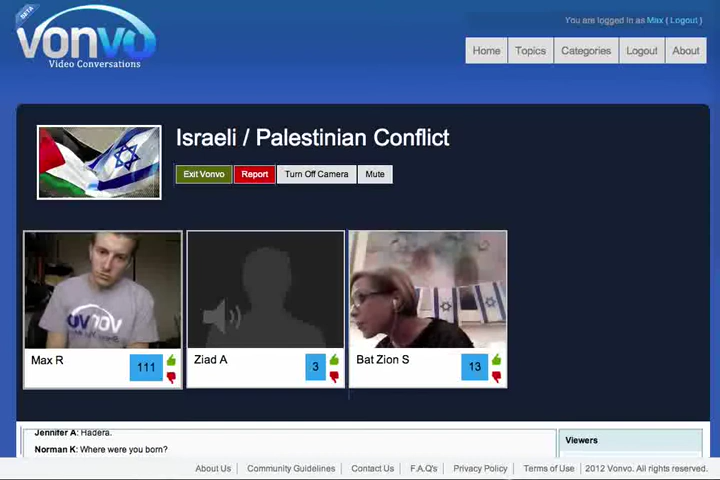 BETA
You are logged in as Max ( Logout )
vonvo
Video Conversations
Home Topics Categories Logout About
Israeli / Palestinian Conflict
Exit Vonvo Report Turn Off Camera Mute
vonvo
Max R 111
Ziad A 3
Bat Zion S 13
Jennifer A: Hadera.
Norman K: Where were you born?
Viewers
About Us Community Guidelines Contact Us F.A.Q's Privacy Policy Terms of Use 2012 Vonvo. All rights reserved.